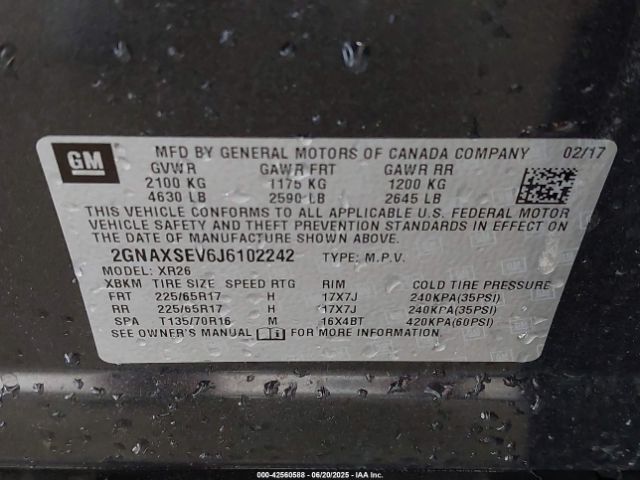 GM
MFD BY GENERAL MOTORS OF CANADA COMPANY 02/17
GVWR GAWR FRT GAWR RR
2100 KG 1175 KG 1200 KG
4630 LB 2590 LB 2645 LB
THIS VEHICLE CONFORMS TO ALL APPLICABLE U.S. FEDERAL MOTOR
VEHICLE SAFETY AND THEFT PREVENTION STANDARDS IN EFFECT ON
THE DATE OF MANUFACTURE SHOWN ABOVE.
2GNAXSEV6J6102242 TYPE: M.P.V.
MODEL: XR26
XBKM TIRE SIZE SPEED RTG RIM COLD TIRE PRESSURE
FRT 225/65R17 H 17X7J 240KPA(35PSI)
RR 225/65R17 H 17X7J 240KPA(35PSI)
SPA T135/70R16 M 16X4BT 420KPA(60PSI)
SEE OWNER'S MANUAL FOR MORE INFORMATION.
000-42560588 - 06/20/2025 - IAA